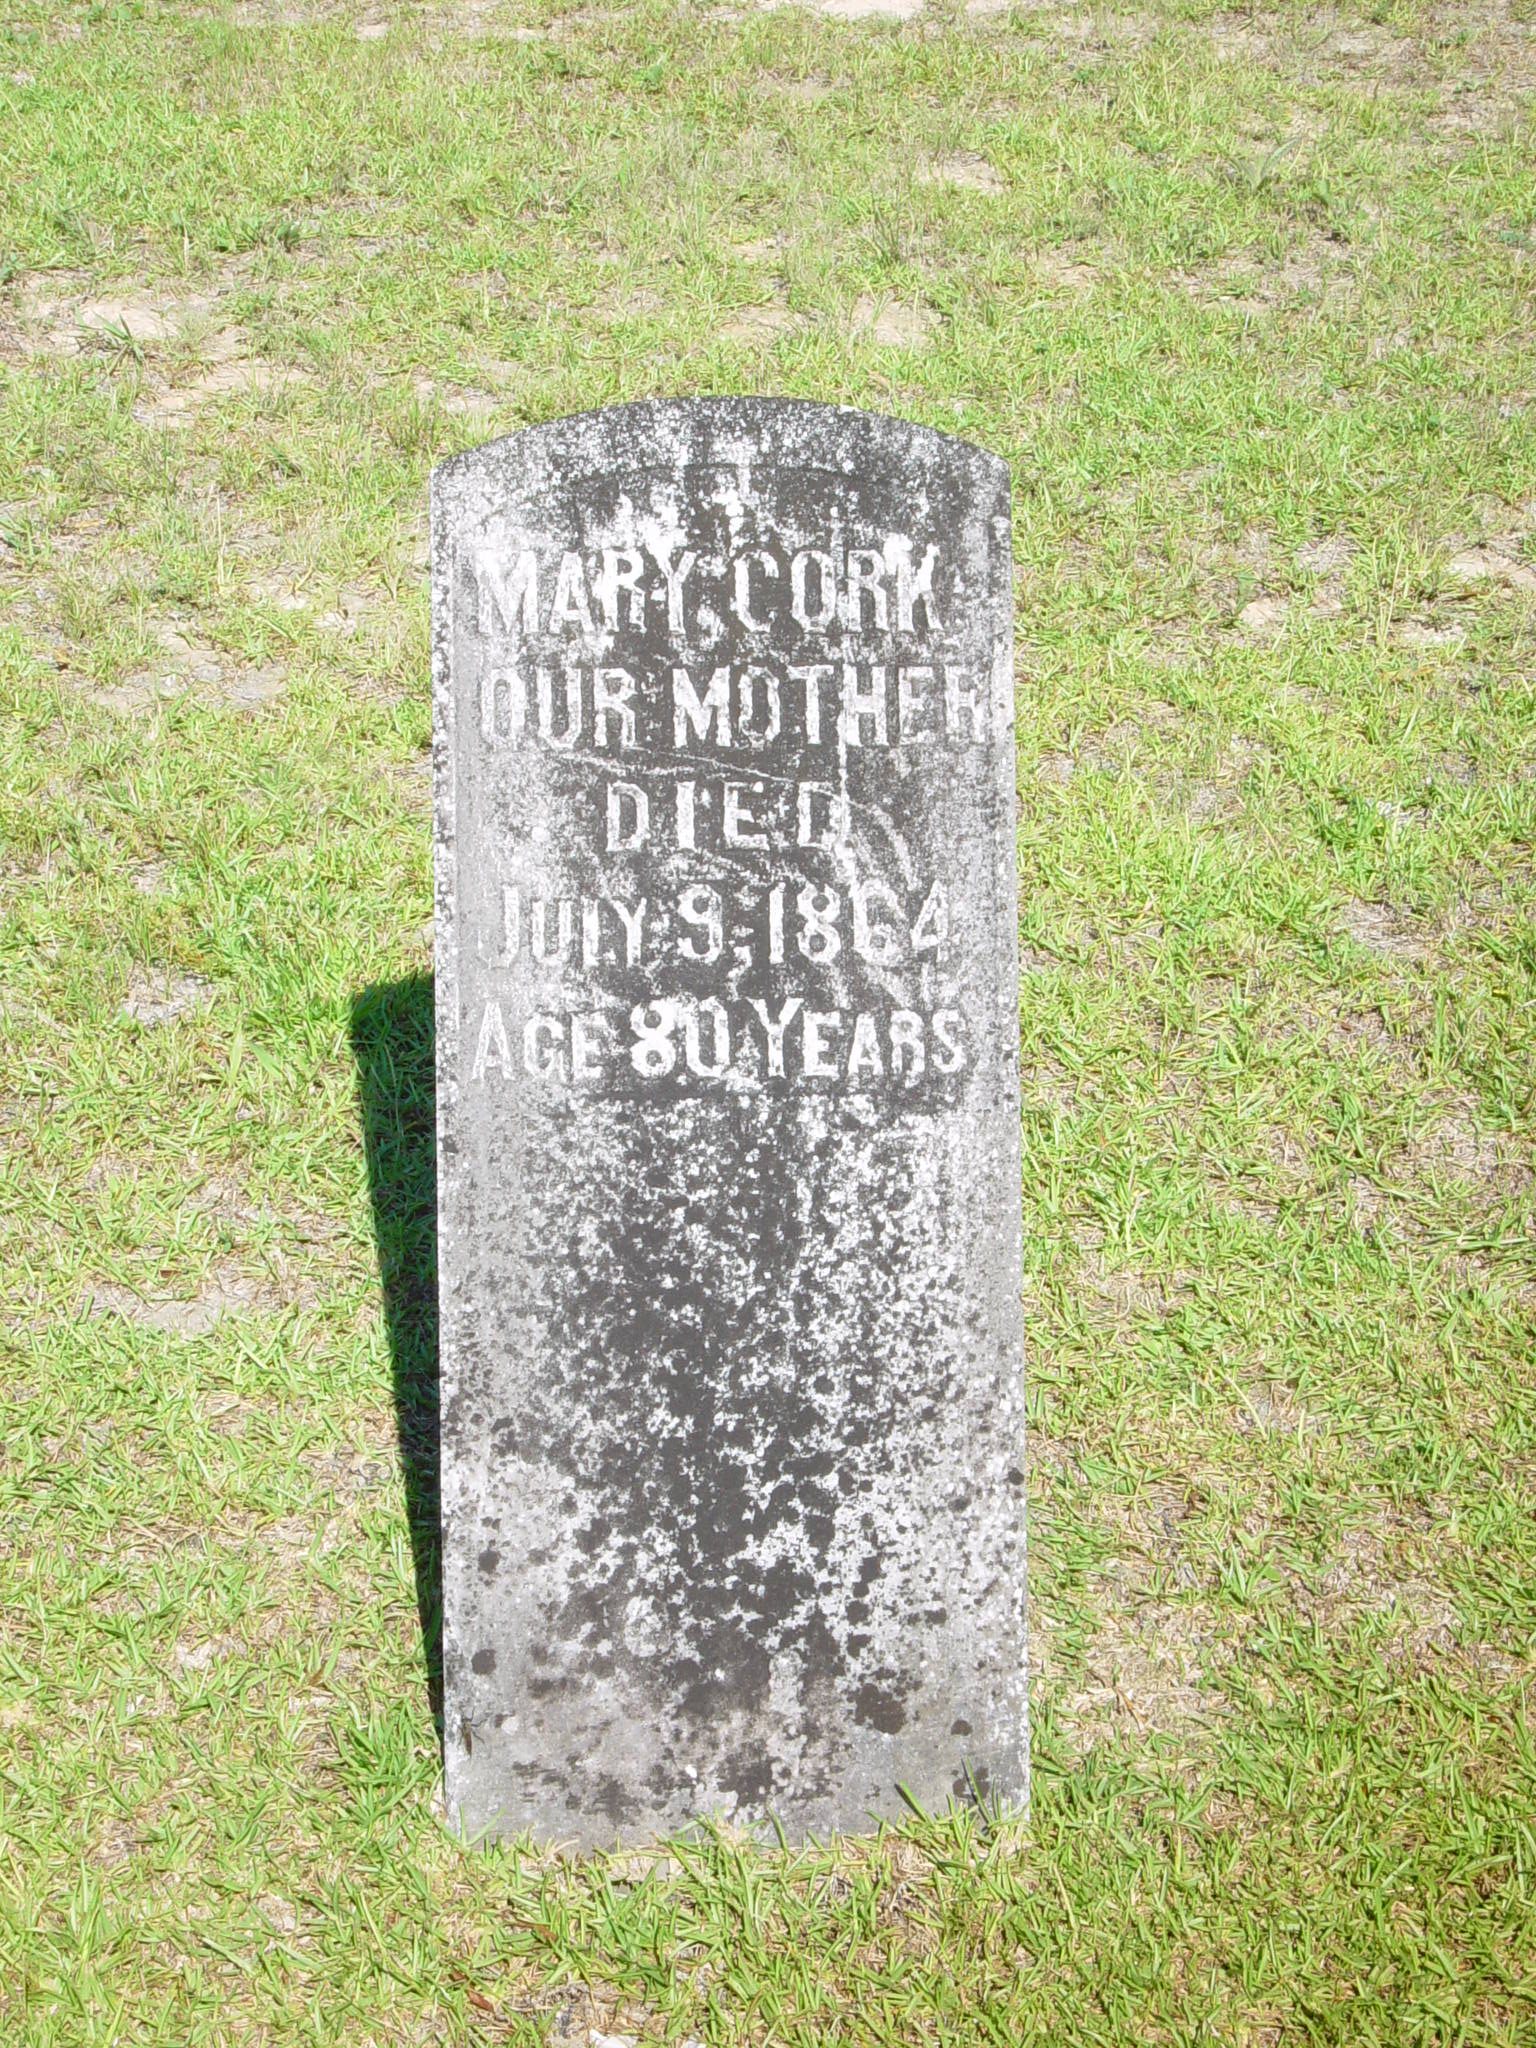 MARY CORK
OUR MOTHER
DIED
JULY 9, 1864
AGE 80 YEARS